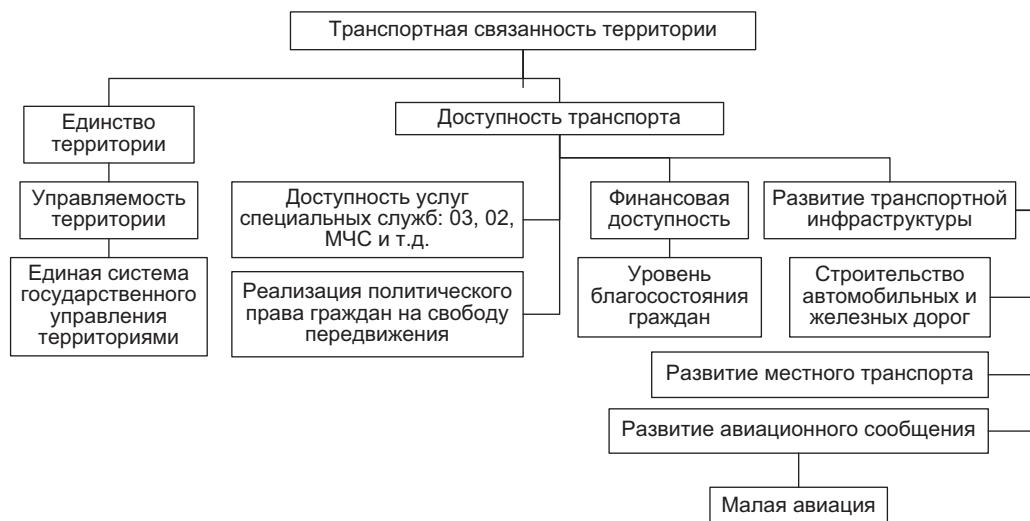 Транспортная связанность территории
Единство
территории
Доступность транспорта
Управляемость
территории
Доступность услуг
специальных служб: 03, 02,
МЧС и т.д.
Финансовая
доступность
Развитие транспортной
инфраструктуры
Единая система
государственного
управления
территориями
Реализация политического
права граждан на свободу
передвижения
Уровень
благосостояния
граждан
Строительство
автомобильных и
железных дорог
Развитие местного транспорта
Развитие авиационного сообщения
Малая авиация